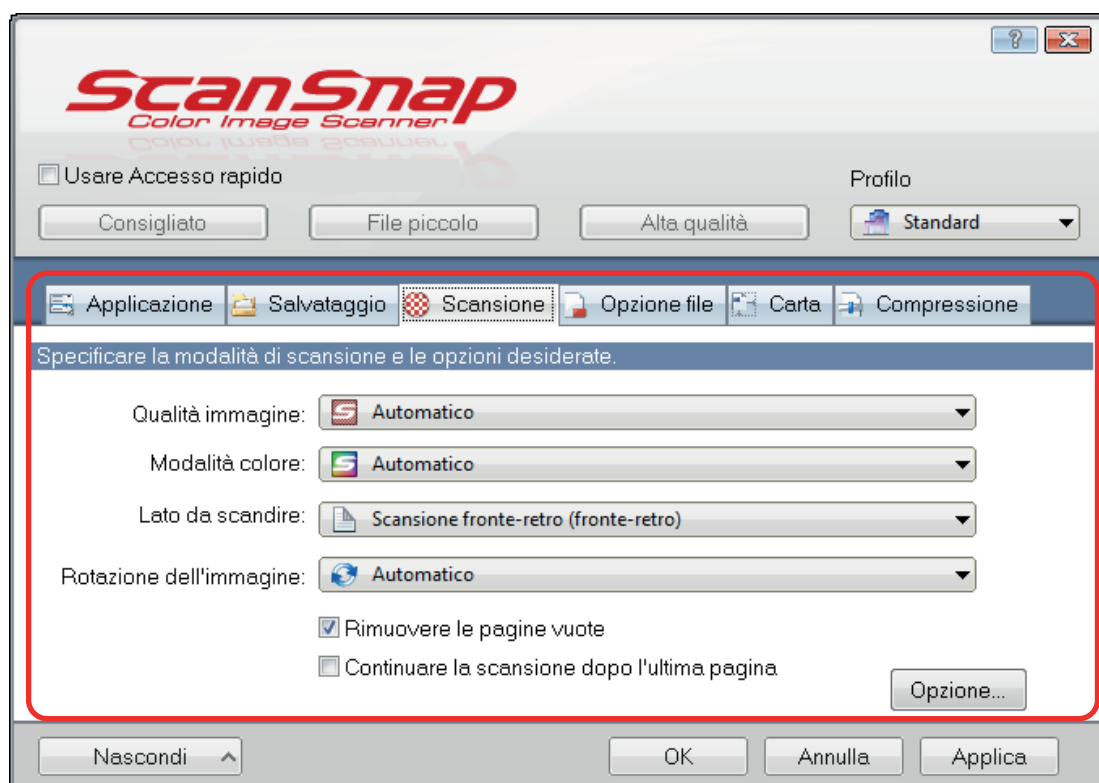 ScanSnap
Color Image Scanner
Usare Accesso rapido
Profilo
Consigliato File piccolo Alta qualità Standard
Applicazione Salvataggio Scansione Opzione file Carta Compressione
Specificare la modalità di scansione e le opzioni desiderate.
Qualità immagine: Automatico
Modalità colore: Automatico
Lato da scandire: Scansione fronte-retro (fronte-retro)
Rotazione dell'immagine: Automatico
Rimuovere le pagine vuote
Continuare la scansione dopo l'ultima pagina
Opzione...
Nascondi OK Annulla Applica